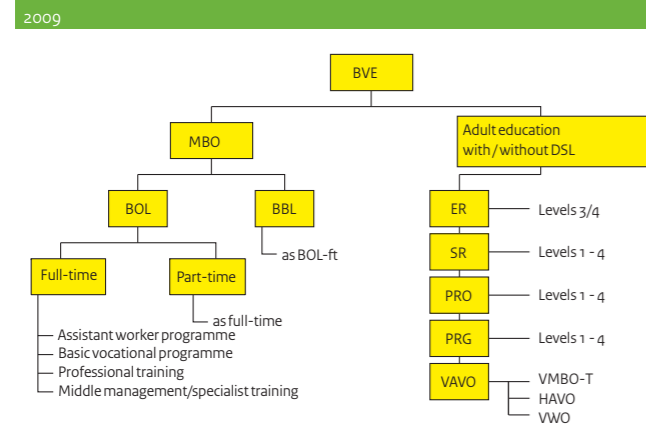 2009
BVE
MBO
Adult education
with / without DSL
BOL
BBL
ER
Levels 3/4
SR
Levels 1 - 4
as BOL-ft
Full-time
Part-time
PRO
Levels 1 - 4
as full-time
Assistant worker programme
Basic vocational programme
Professional training
Middle management/specialist training
PRG
Levels 1 - 4
VAVO
VMBO-T
HAVO
VWO